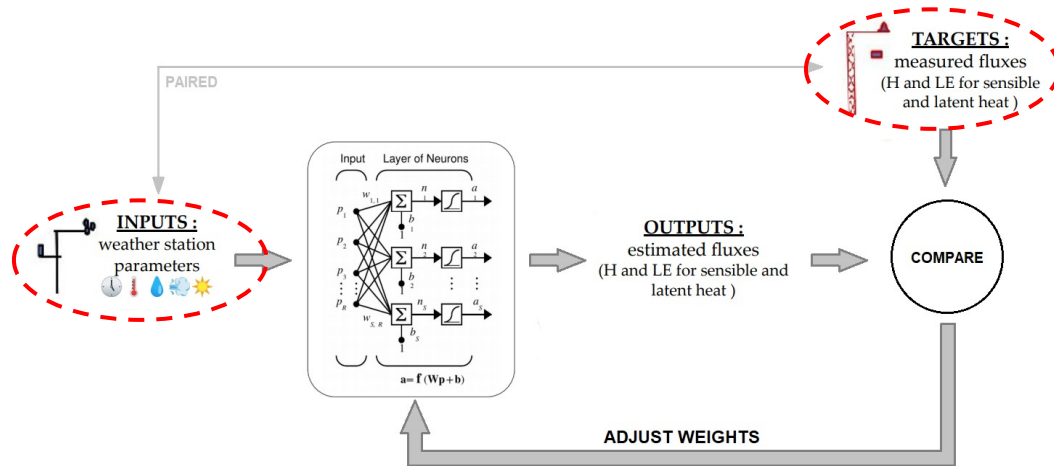 TARGETS :
measured fluxes
(H and LE for sensible
and latent heat )
PAIRED
Input Layer of Neurons
INPUTS :
weather station
parameters
p1
p2
p3
pR
w1,1
wS, R
Σ
n1
a1
b1
1
Σ
n2
a2
b2
1
Σ
nS
aS
bS
1
a= f (Wp+b)
OUTPUTS :
estimated fluxes
(H and LE for sensible and
latent heat )
COMPARE
ADJUST WEIGHTS